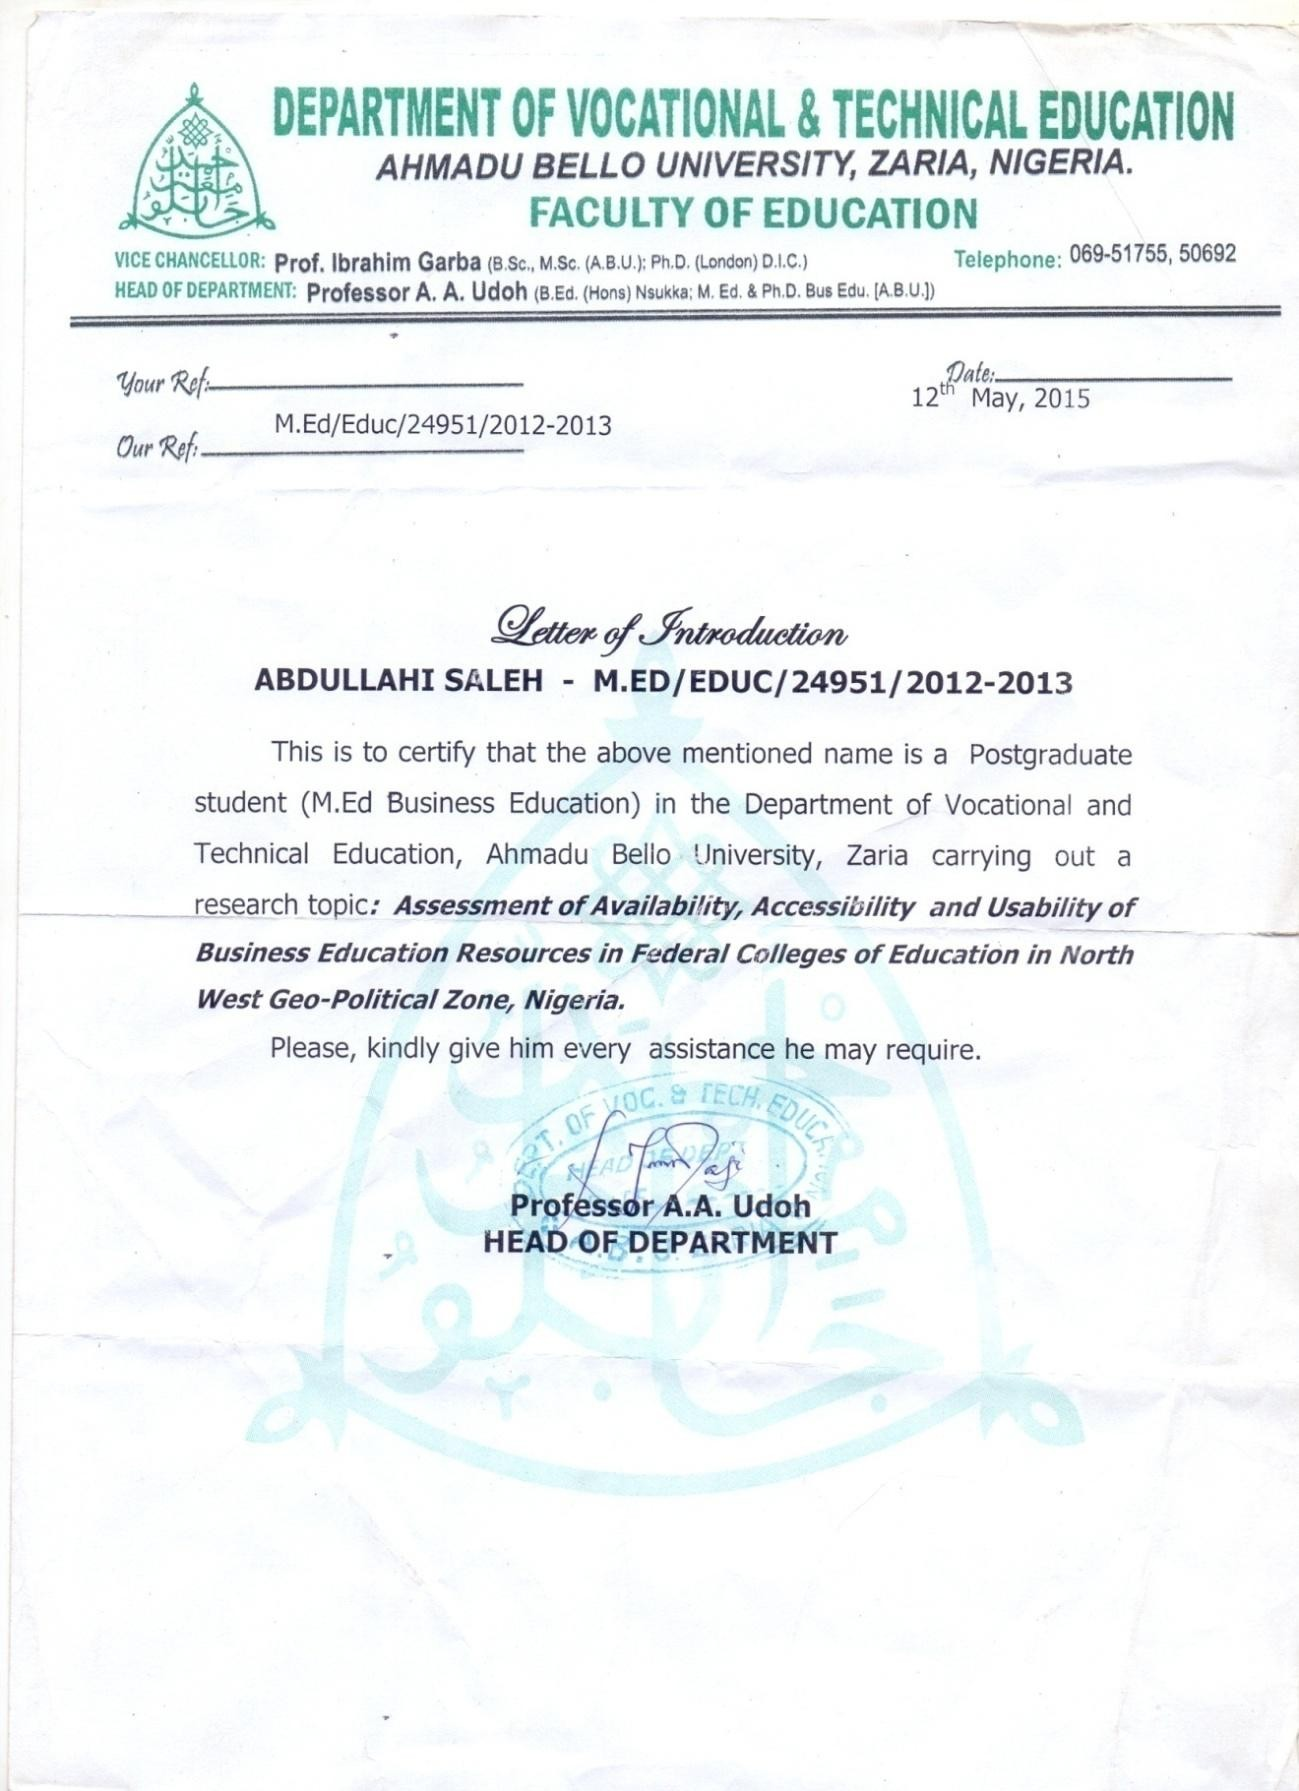 DEPARTMENT OF VOCATIONAL & TECHNICAL EDUCATION
AHMADU BELLO UNIVERSITY, ZARIA, NIGERIA.
FACULTY OF EDUCATION
VICE CHANCELLOR: Prof. Ibrahim Garba (B.Sc., M.Sc. (A.B.U.); Ph.D. (London) D.I.C.) Telephone: 069-51755, 50692
HEAD OF DEPARTMENT: Professor A. A. Udoh (B.Ed. (Hons) Nsukka; M. Ed. & Ph.D. Bus Edu. [A.B.U.])
Your Ref: Date:
12th May, 2015
M.Ed/Educ/24951/2012-2013
Our Ref:
Letter of Introduction
ABDULLAHI SALEH - M.ED/EDUC/24951/2012-2013
This is to certify that the above mentioned name is a Postgraduate
student (M.Ed Business Education) in the Department of Vocational and
Technical Education, Ahmadu Bello University, Zaria carrying out a
research topic: Assessment of Availability, Accessibility and Usability of
Business Education Resources in Federal Colleges of Education in North
West Geo-Political Zone, Nigeria.
Please, kindly give him every assistance he may require.
DEPT. OF VOC. & TECH. EDUCATION
HEAD OF DEPT
Professor A.A. Udoh
HEAD OF DEPARTMENT
A.B.U. ZARIA